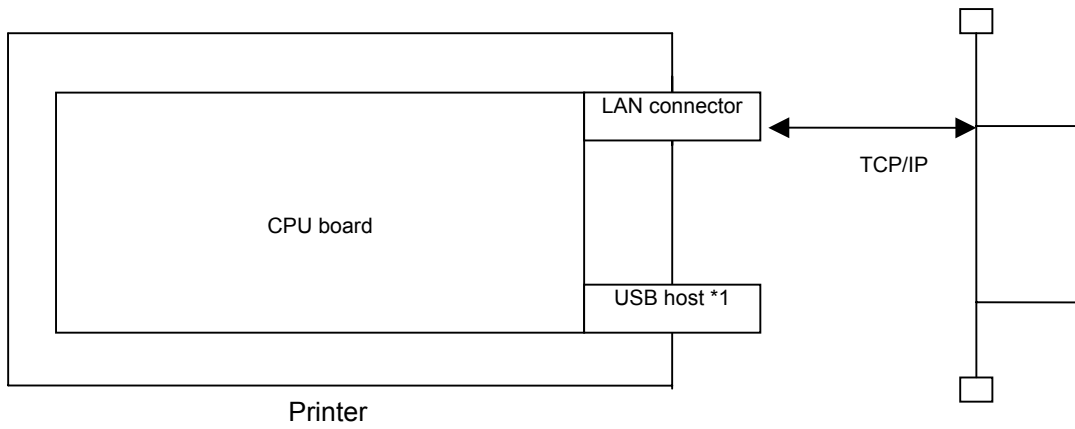 LAN connector
TCP/IP
CPU board
USB host *1
Printer